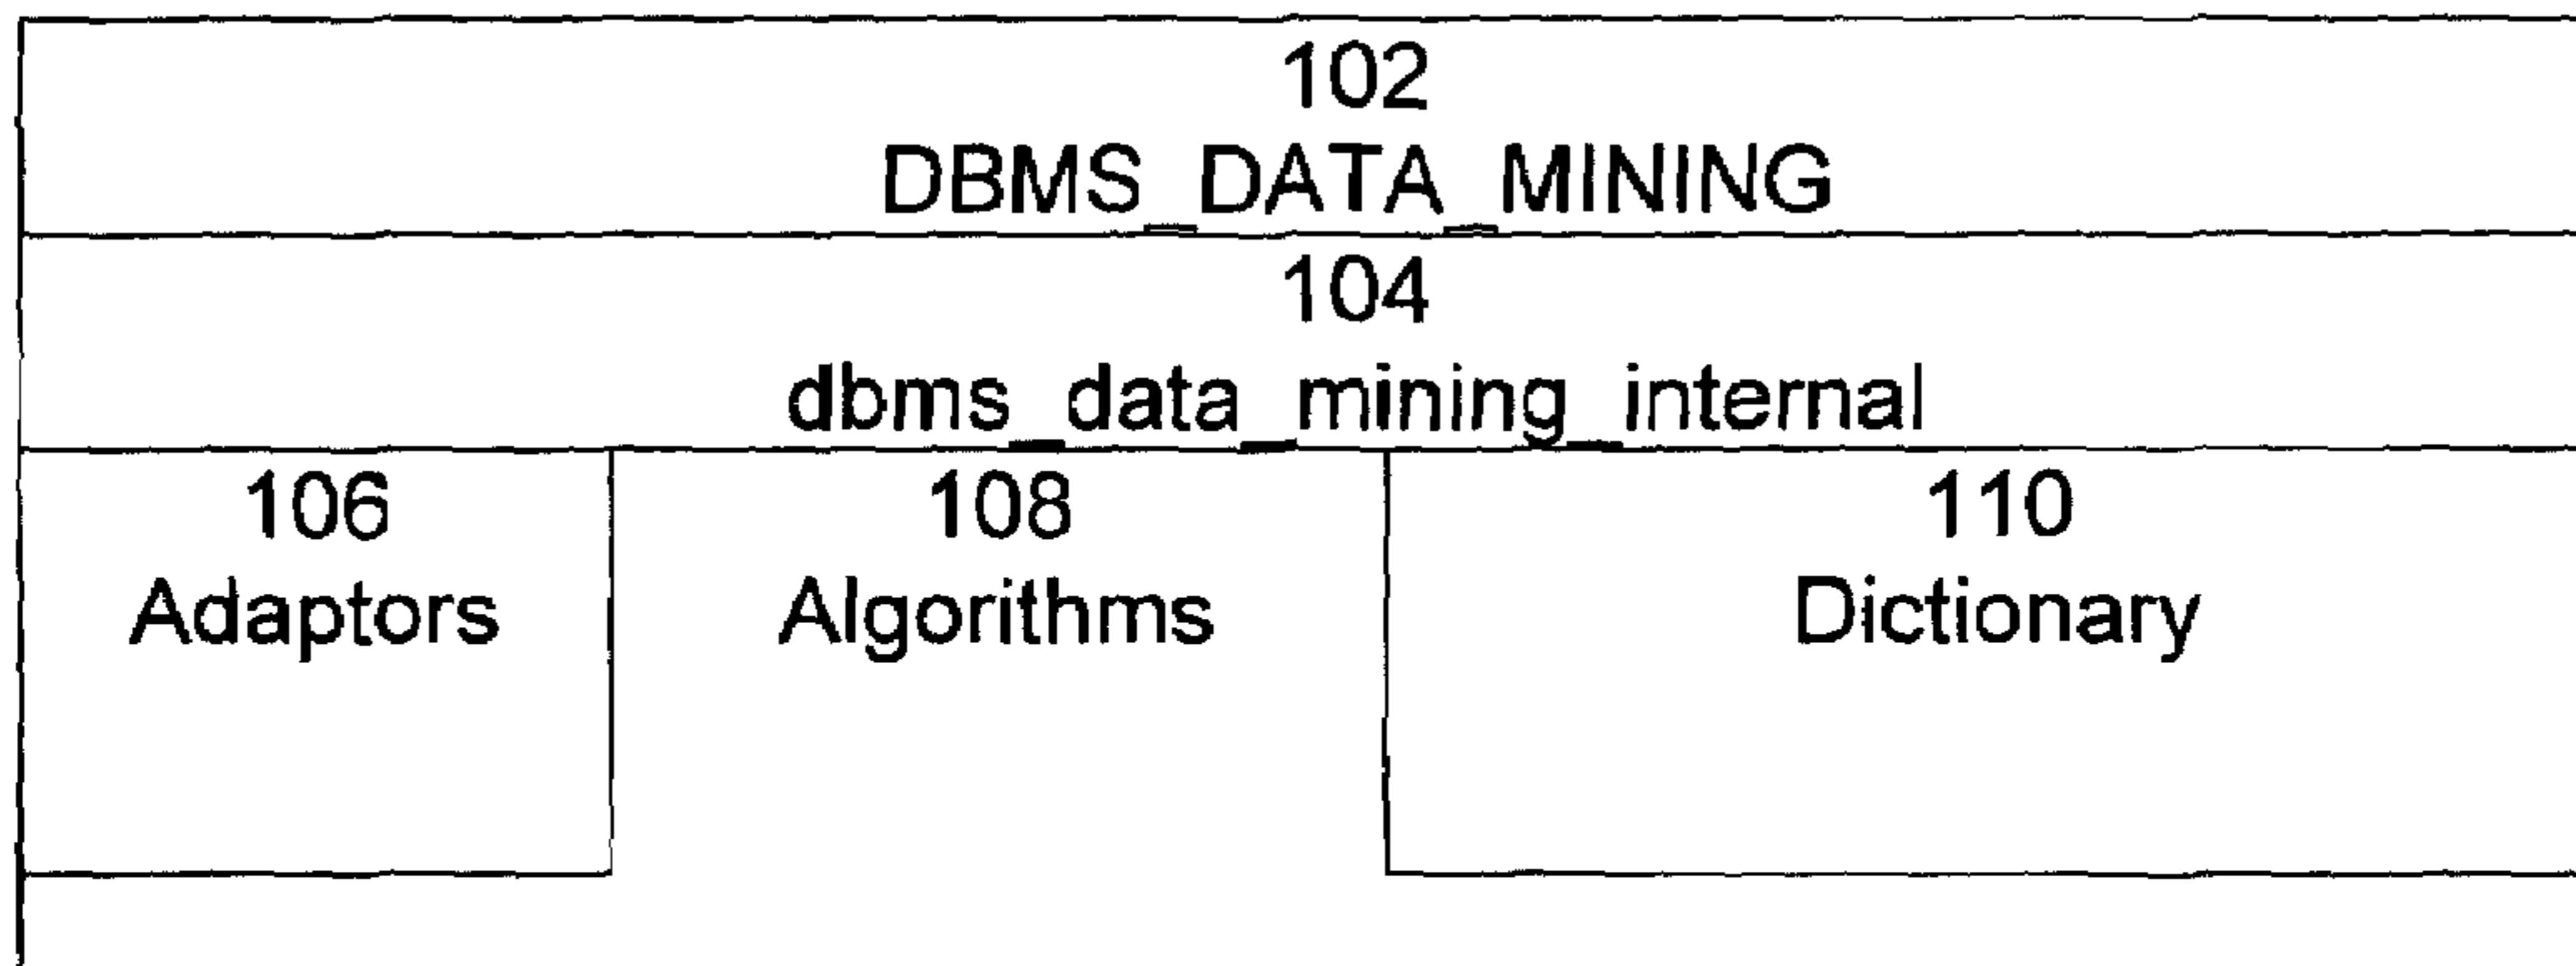 102
DBMS_DATA_MINING
104
dbms_data_mining_internal
106
Adaptors
108
Algorithms
110
Dictionary